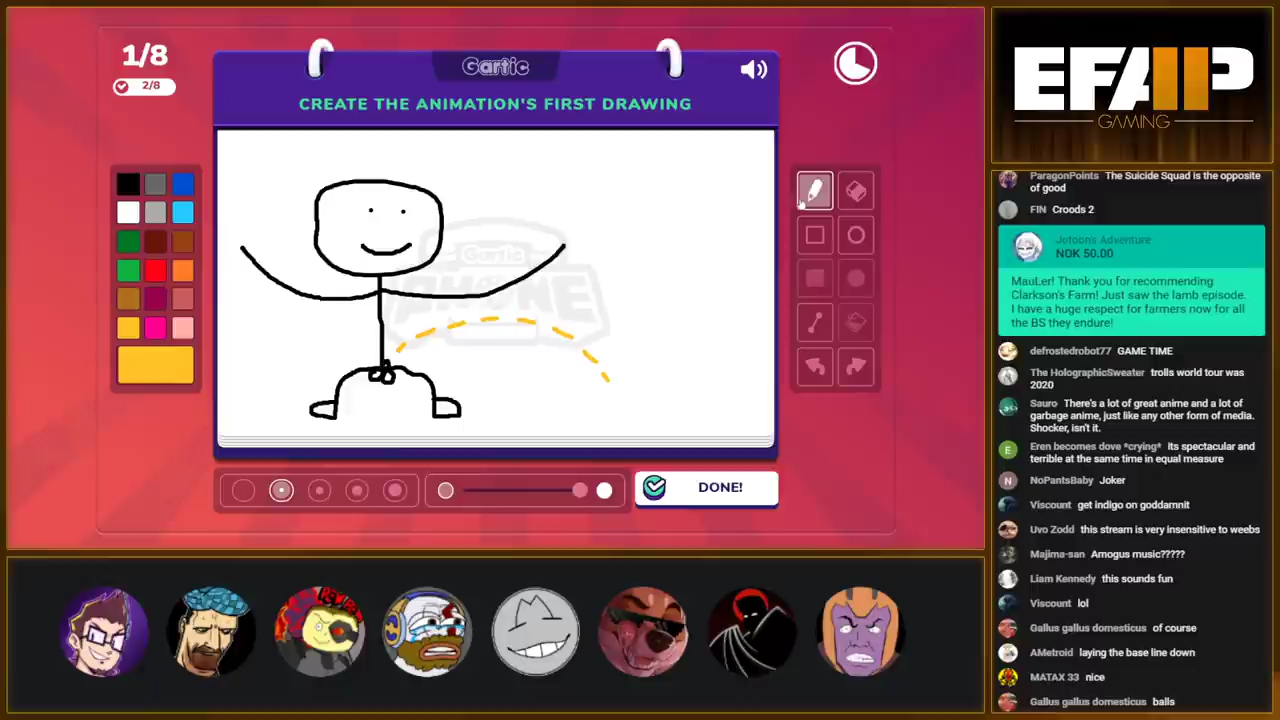 1/8
2/8
Gartic
CREATE THE ANIMATION'S FIRST DRAWING
Gartic
PHONE
DONE!
EFAP
GAMING
ParagonPoints The Suicide Squad is the opposite
of good
FIN Croods 2
Jotoon's Adventure
NOK 50.00
MauLer! Thank you for recommending
Clarkson's Farm! Just saw the lamb episode.
I have a huge respect for farmers now for all
the BS they endure!
defrostedrobot77 GAME TIME
The HolographicSweater trolls world tour was
2020
Sauro There's a lot of great anime and a lot of
garbage anime, just like any other form of media.
Shocker, isn't it.
Eren becomes dove *crying* its spectacular and
terrible at the same time in equal measure
NoPantsBaby Joker
Viscount get indigo on goddamnit
Uvo Zodd this stream is very insensitive to weebs
Majima-san Amogus music?????
Liam Kennedy this sounds fun
Viscount lol
Gallus gallus domesticus of course
AMetroid laying the base line down
MATAX 33 nice
Gallus gallus domesticus balls